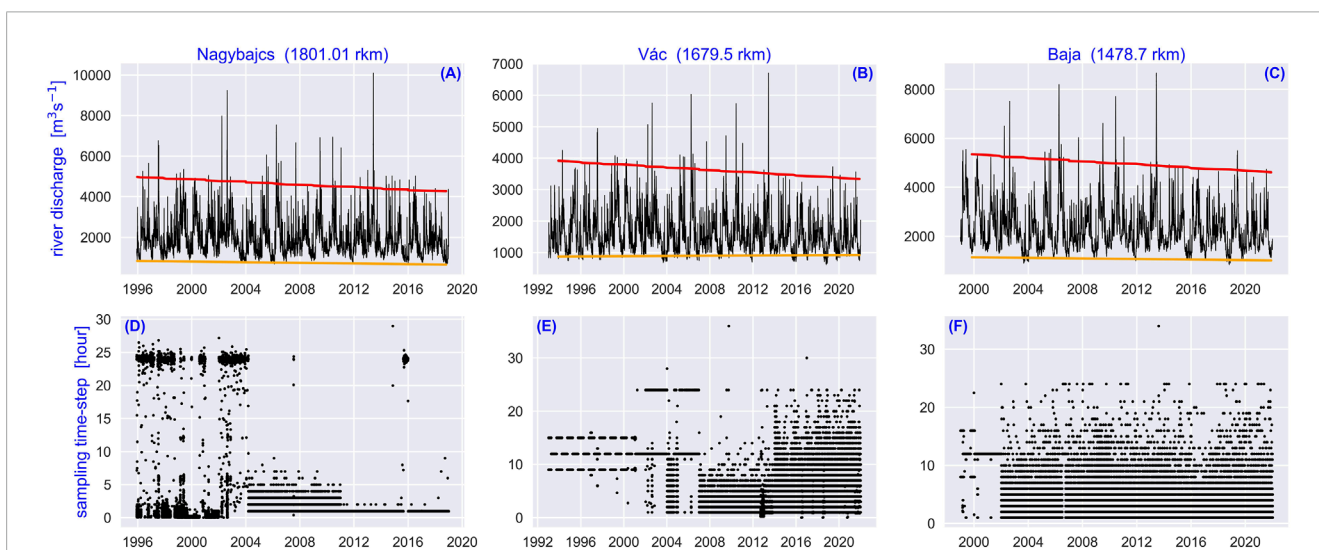 Nagybajcs (1801.01 rkm)
Vác (1679.5 rkm)
Baja (1478.7 rkm)
(A)
(B)
(C)
river discharge [m³s⁻¹]
10000
8000
6000
4000
2000
7000
6000
5000
4000
3000
2000
1000
8000
6000
4000
2000
1996 2000 2004 2008 2012 2016 2020
1992 1996 2000 2004 2008 2012 2016 2020
2000 2004 2008 2012 2016 2020
(D)
(E)
(F)
sampling time-step [hour]
30
25
20
15
10
5
0
30
20
10
0
30
20
10
0
1996 2000 2004 2008 2012 2016 2020
1992 1996 2000 2004 2008 2012 2016 2020
2000 2004 2008 2012 2016 2020